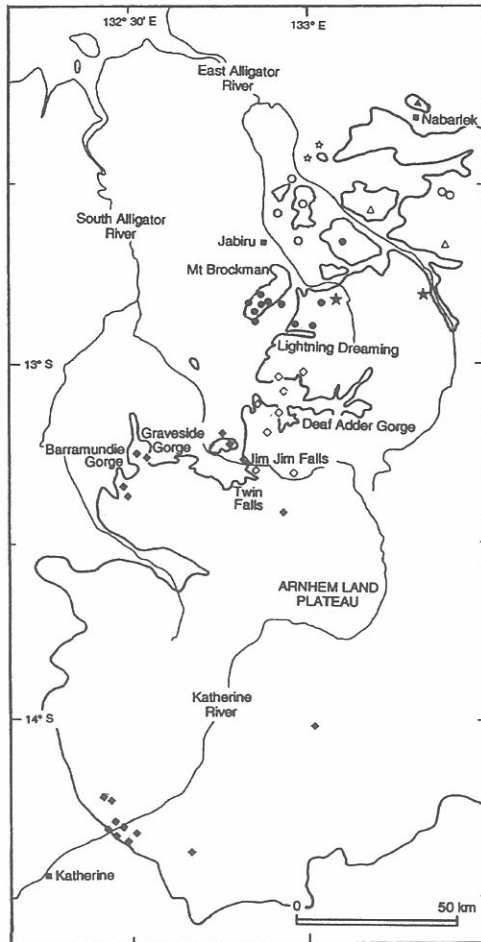 132° 30' E
133° E
East Alligator
River
Nabarlek
South Alligator
River
Jabiru
Mt Brockman
Lightning Dreaming
13° S
Deaf Adder Gorge
Graveside
Gorge
Barramundie
Gorge
Jim Jim Falls
Twin
Falls
ARNHEM LAND
PLATEAU
Katherine
River
14° S
Katherine
0
50 km